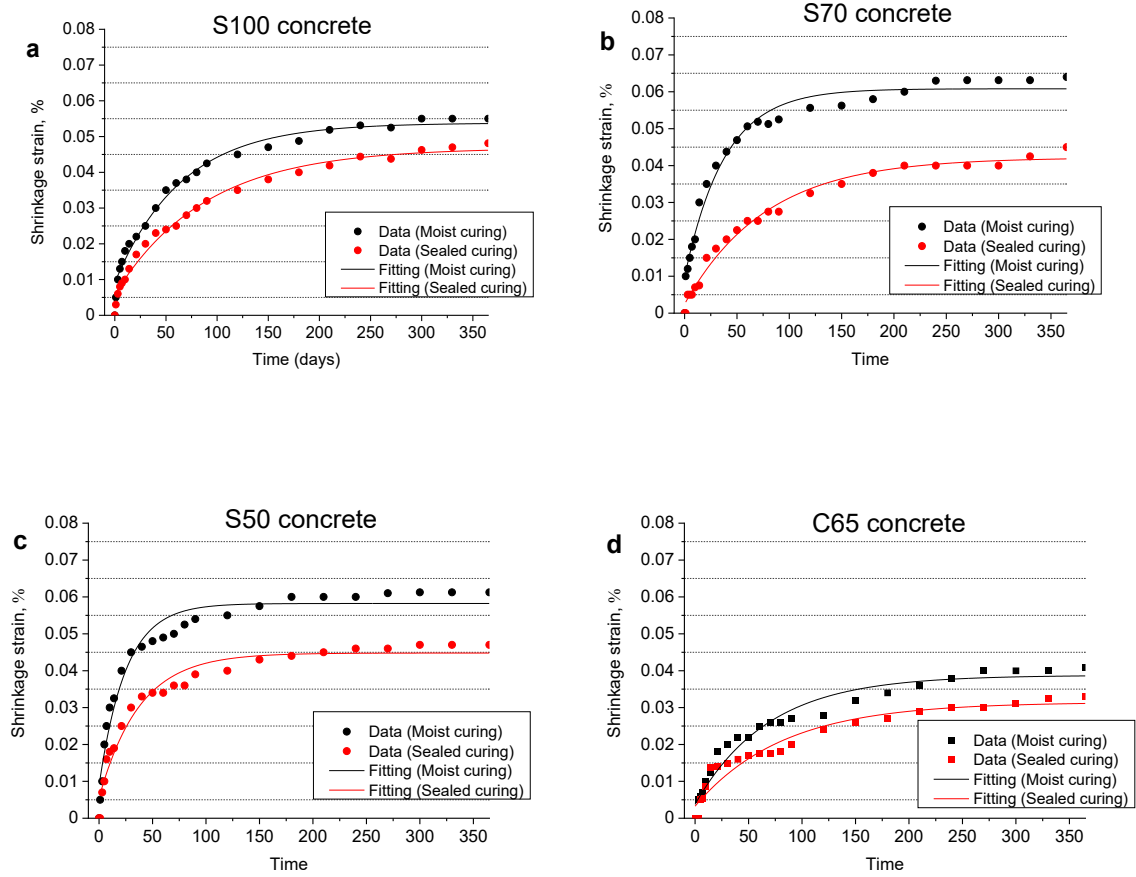 a
S100 concrete
0.08
0.07
0.06
0.05
0.04
0.03
0.02
0.01
0
Shrinkage strain, %
0 50 100 150 200 250 300 350
Time (days)
Data (Moist curing)
Data (Sealed curing)
Fitting (Moist curing)
Fitting (Sealed curing)
b
S70 concrete
0.08
0.07
0.06
0.05
0.04
0.03
0.02
0.01
0
Shrinkage strain, %
0 50 100 150 200 250 300 350
Time
Data (Moist curing)
Data (Sealed curing)
Fitting (Moist curing)
Fitting (Sealed curing)
c
S50 concrete
0.08
0.07
0.06
0.05
0.04
0.03
0.02
0.01
0
Shrinkage strain, %
0 50 100 150 200 250 300 350
Time
Data (Moist curing)
Data (Sealed curing)
Fitting (Moist curing)
Fitting (Sealed curing)
d
C65 concrete
0.08
0.07
0.06
0.05
0.04
0.03
0.02
0.01
0
Shrinkage strain, %
0 50 100 150 200 250 300 350
Time
Data (Moist curing)
Data (Sealed curing)
Fitting (Moist curing)
Fitting (Sealed curing)